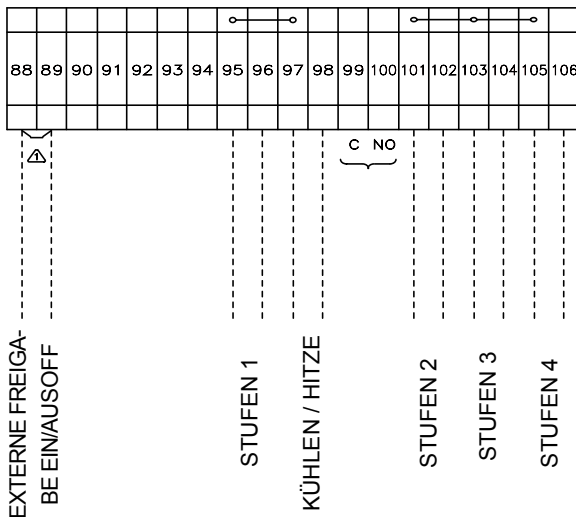 88 89 90 91 92 93 94 95 96 97 98 99 100 101 102 103 104 105 106
1
C NO
EXTERNE FREIGA-
BE EIN/AUSOFF
STUFEN 1
KÜHLEN / HITZE
STUFEN 2
STUFEN 3
STUFEN 4